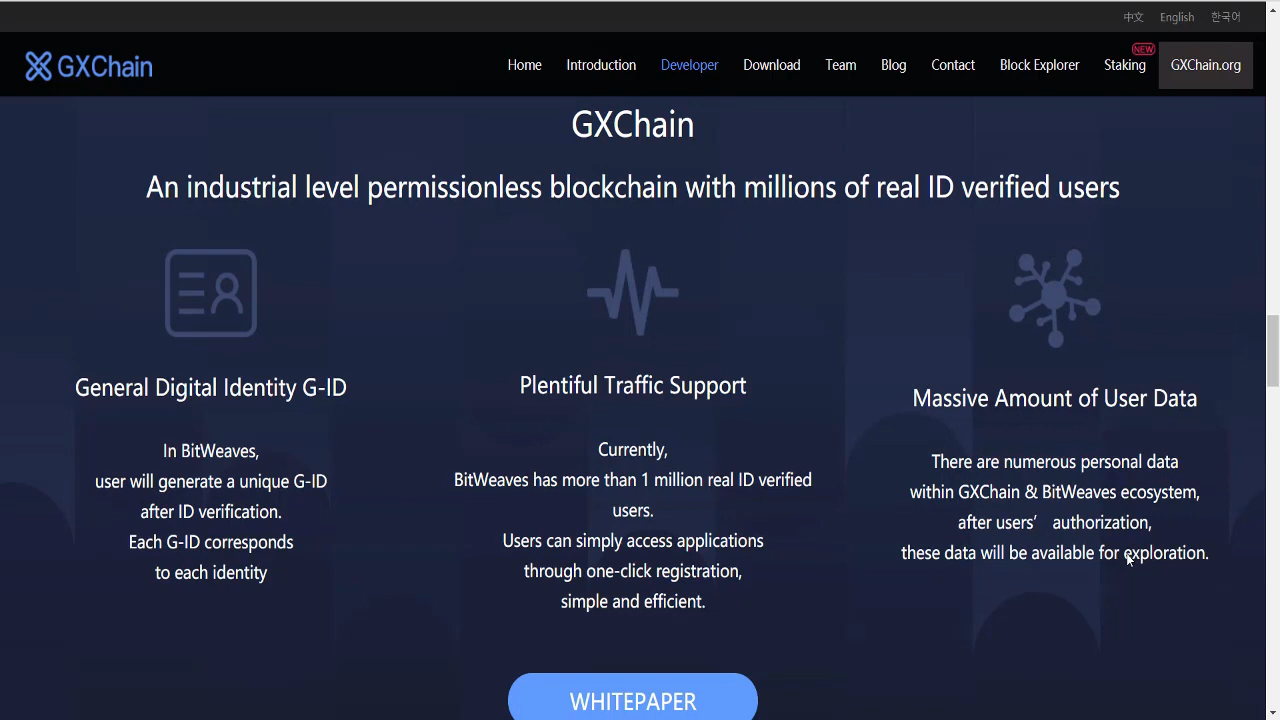 中文 English 한국어
GXChain
Home Introduction Developer Download Team Blog Contact Block Explorer Staking NEW GXChain.org
GXChain
An industrial level permissionless blockchain with millions of real ID verified users
General Digital Identity G-ID
In BitWeaves,
user will generate a unique G-ID
after ID verification.
Each G-ID corresponds
to each identity
Plentiful Traffic Support
Currently,
BitWeaves has more than 1 million real ID verified
users.
Users can simply access applications
through one-click registration,
simple and efficient.
Massive Amount of User Data
There are numerous personal data
within GXChain & BitWeaves ecosystem,
after users’ authorization,
these data will be available for exploration.
WHITEPAPER